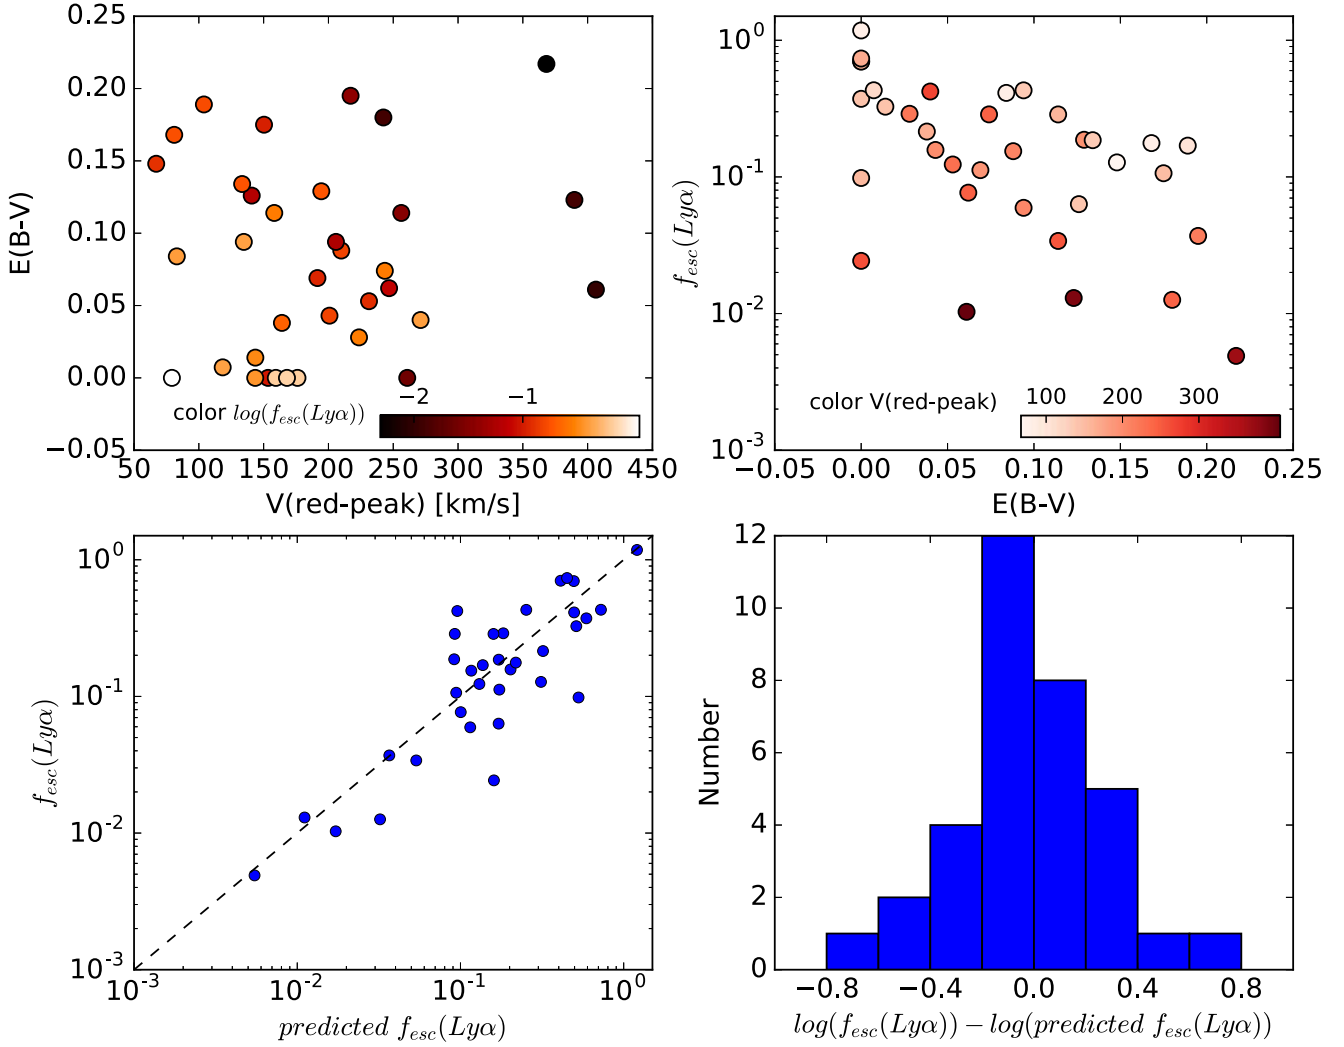 0.25
0.20
0.15
0.10
0.05
0.00
−0.05
E(B-V)
color log(f_esc(Lyα))
−2 −1
50 100 150 200 250 300 350 400 450
V(red-peak) [km/s]
10^0
10^-1
10^-2
10^-3
f_esc(Lyα)
color V(red-peak)
100 200 300
−0.05 0.00 0.05 0.10 0.15 0.20 0.25
E(B-V)
10^0
10^-1
10^-2
10^-3
f_esc(Lyα)
10^-3 10^-2 10^-1 10^0
predicted f_esc(Lyα)
12
10
8
6
4
2
0
Number
−0.8 −0.4 0.0 0.4 0.8
log(f_esc(Lyα)) − log(predicted f_esc(Lyα))